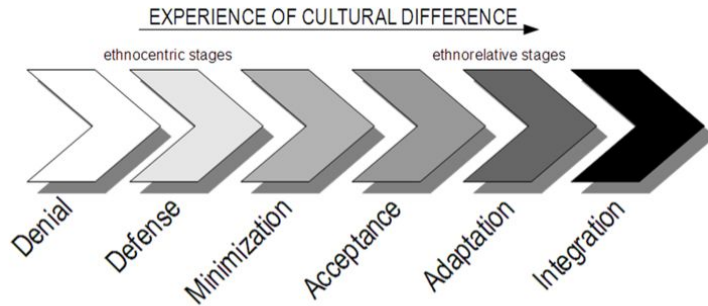 EXPERIENCE OF CULTURAL DIFFERENCE
ethnocentric stages
ethnorelative stages
Denial
Defense
Minimization
Acceptance
Adaptation
Integration